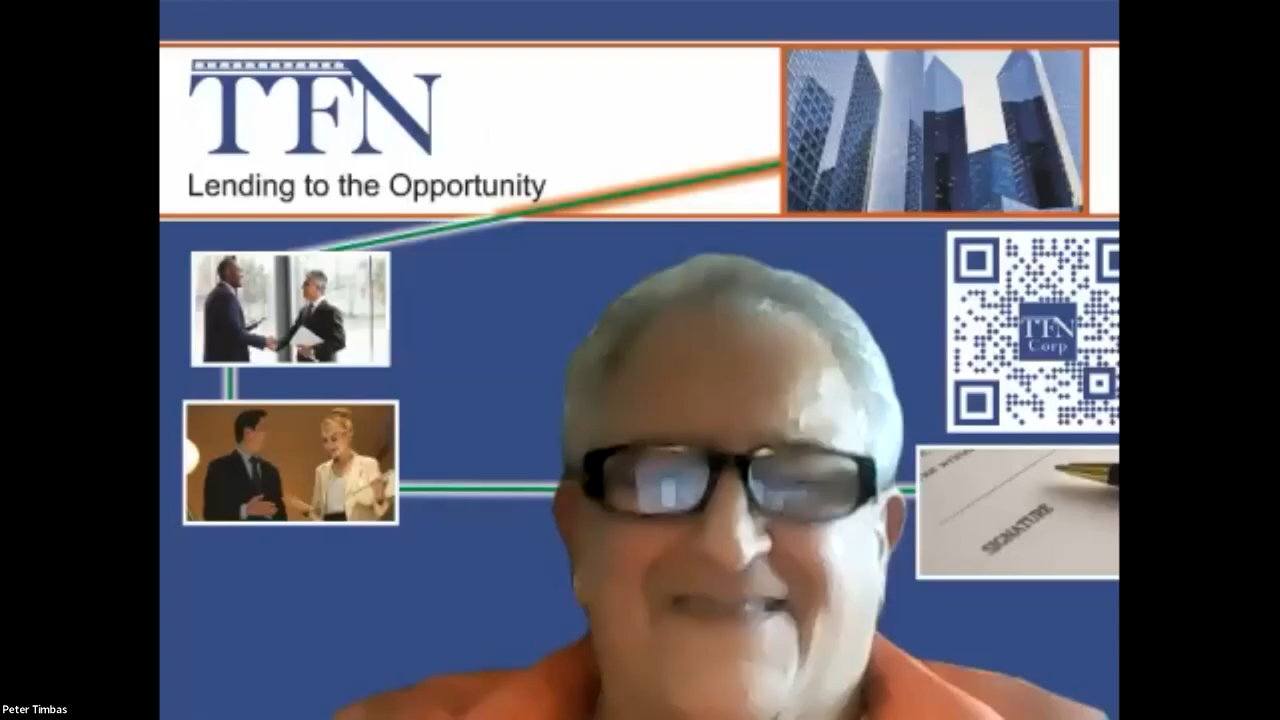 TFN
Lending to the Opportunity
TFN
Corp
SIGNATURE
Peter Timbas